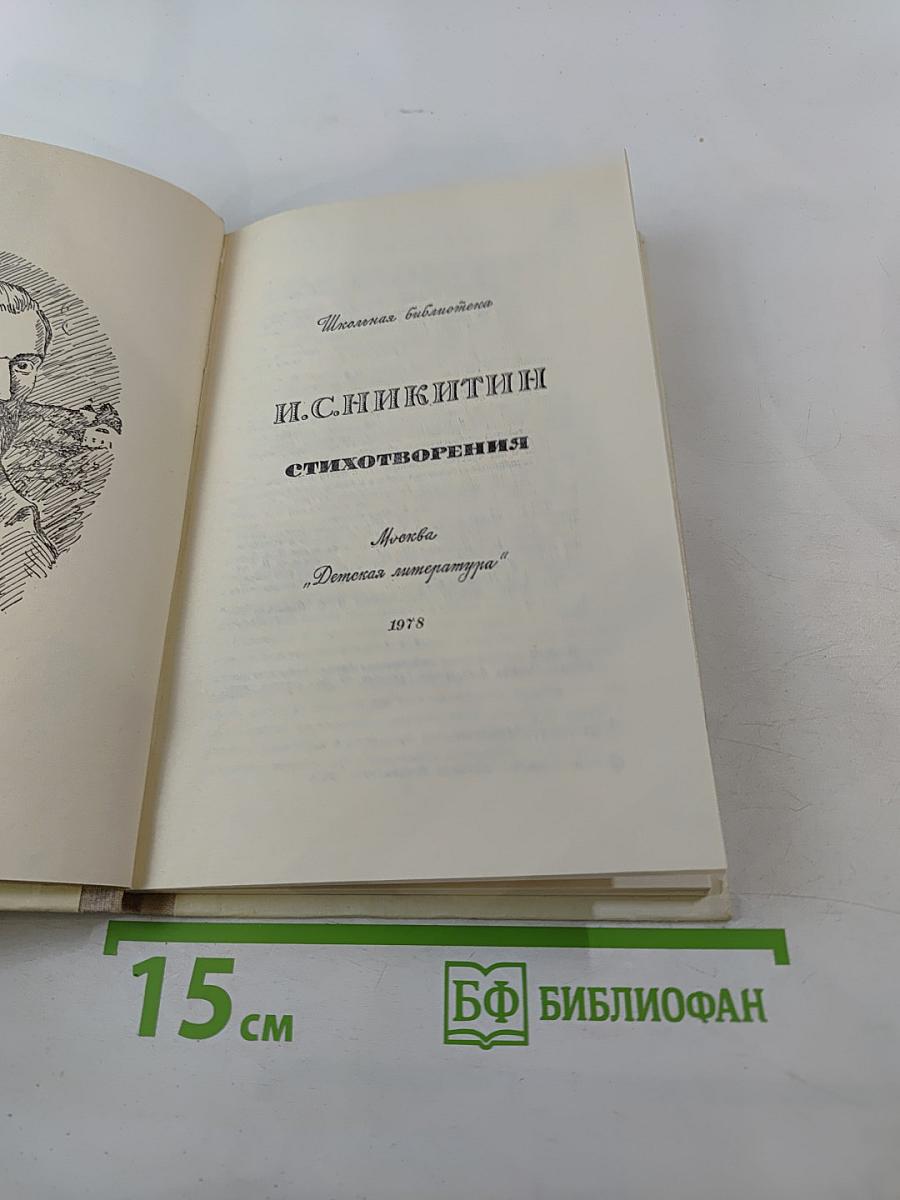 Школьная библиотека
И.С.НИКИТИН
СТИХОТВОРЕНИЯ
Москва
„Детская литература“
1978
15 см
БФ БИБЛИОФАН